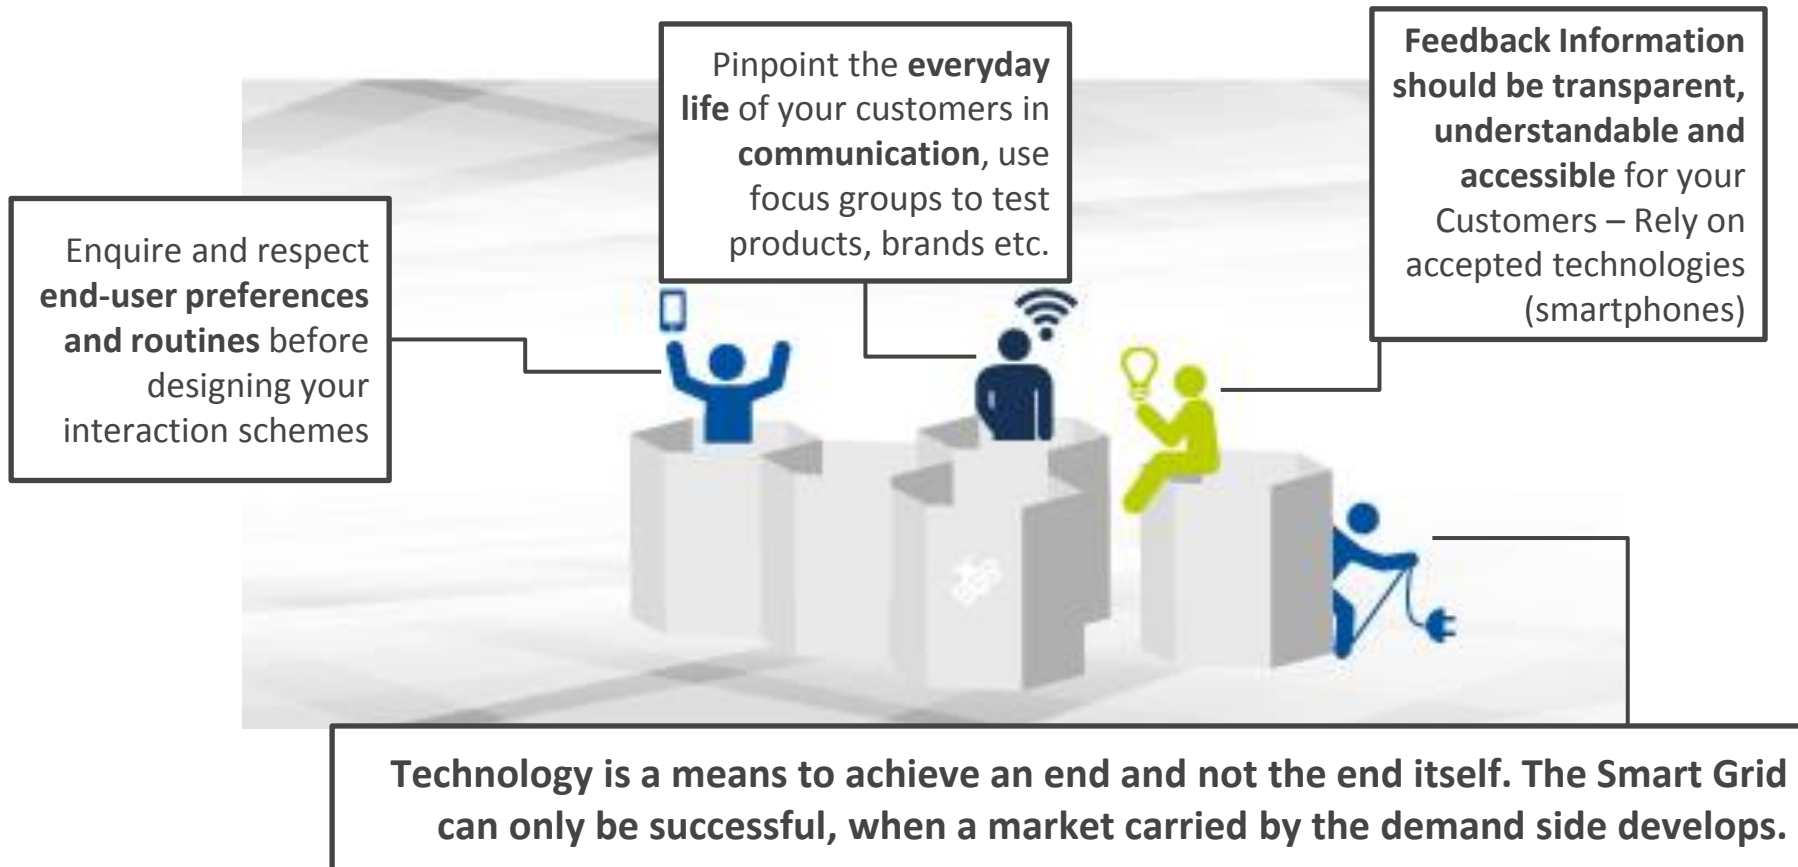 Enquire and respect
end-user preferences
and routines before
designing your
interaction schemes
Pinpoint the everyday
life of your customers in
communication, use
focus groups to test
products, brands etc.
Feedback Information
should be transparent,
understandable and
accessible for your
Customers – Rely on
accepted technologies
(smartphones)
Technology is a means to achieve an end and not the end itself. The Smart Grid
can only be successful, when a market carried by the demand side develops.